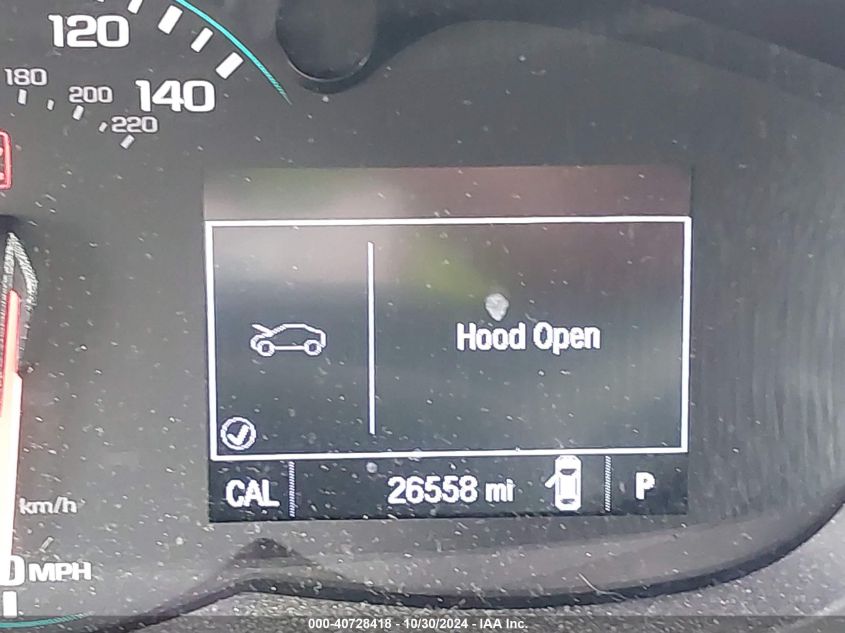 120
180
200
140
220
Hood Open
CAL
26558 mi
P
km/h
0 MPH
000-40728418 - 10/30/2024 - IAA Inc.